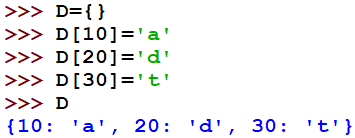 >>> D={}
>>> D[10]='a'
>>> D[20]='d'
>>> D[30]='t'
>>> D
{10: 'a', 20: 'd', 30: 't'}